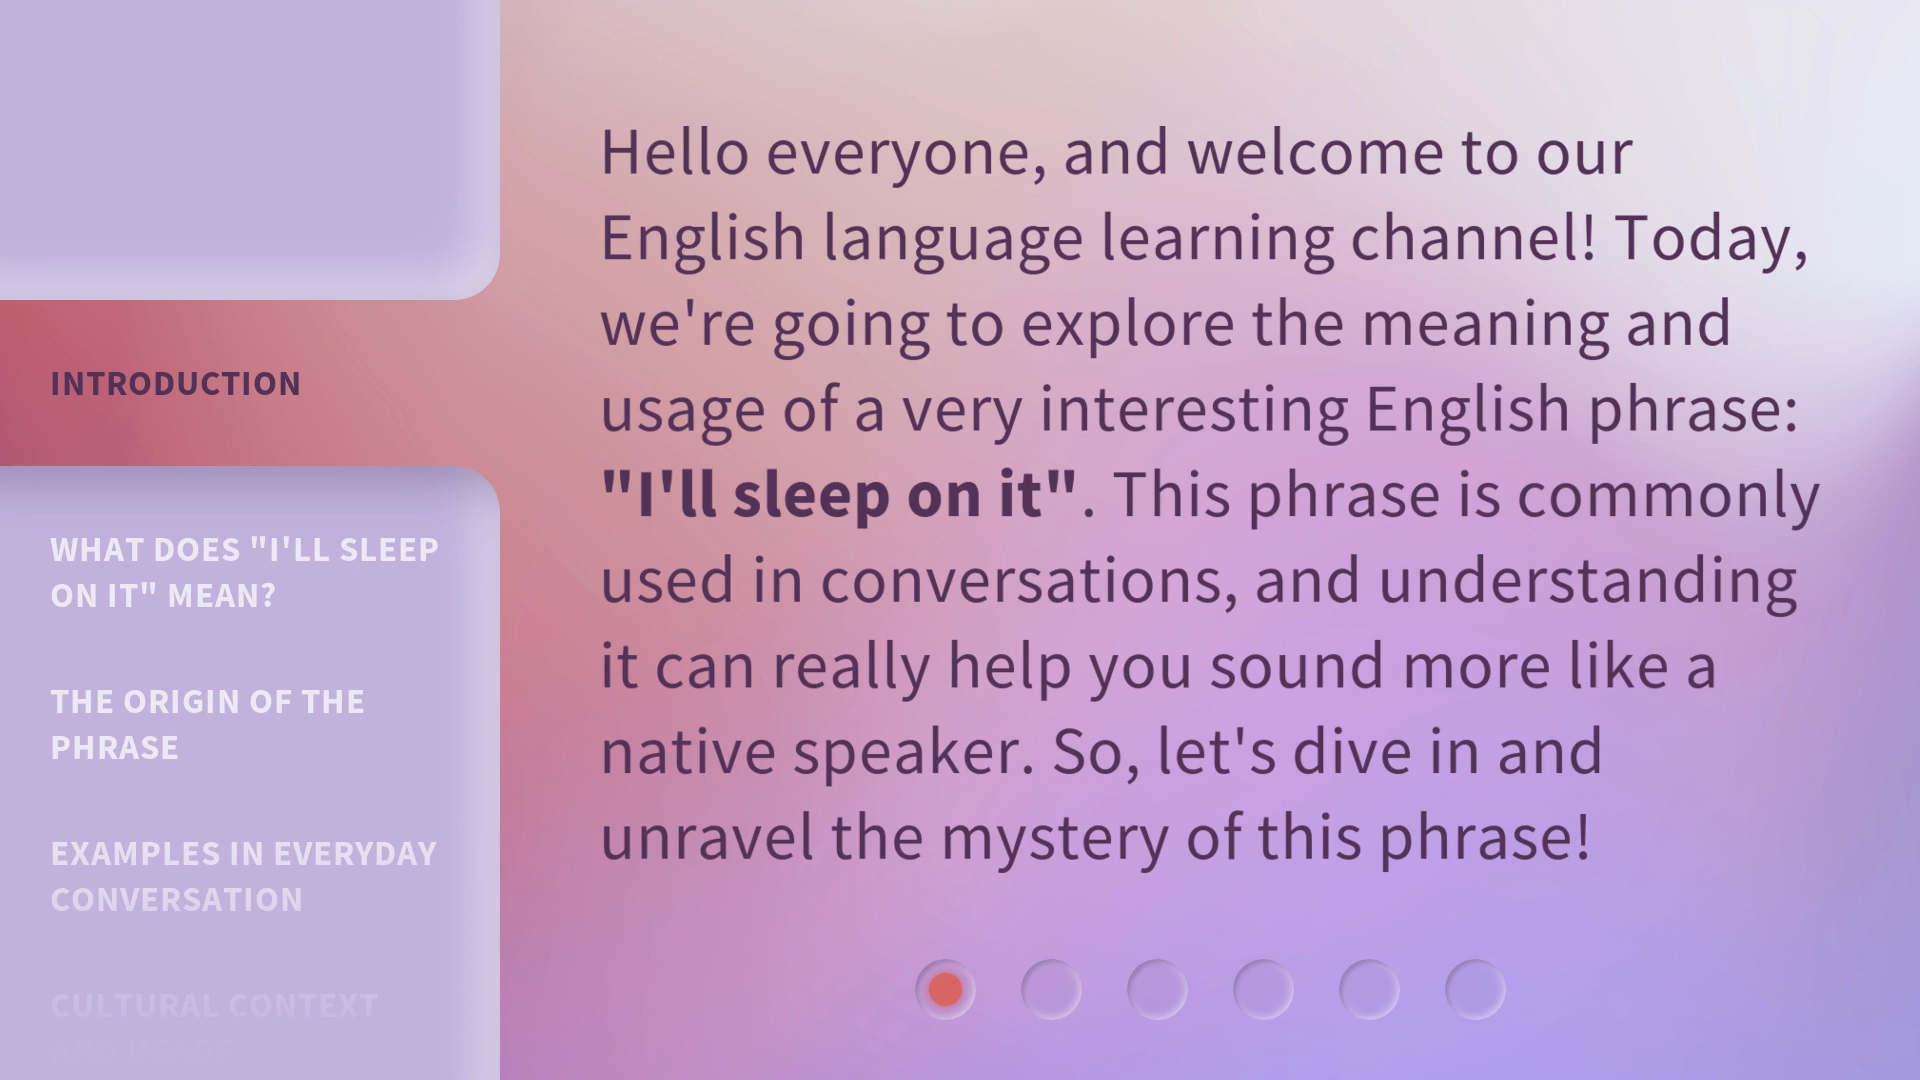 INTRODUCTION
WHAT DOES "I'LL SLEEP
ON IT" MEAN?
THE ORIGIN OF THE
PHRASE
EXAMPLES IN EVERYDAY
CONVERSATION
CULTURAL CONTEXT
AND USAGE
Hello everyone, and welcome to our
English language learning channel! Today,
we're going to explore the meaning and
usage of a very interesting English phrase:
"I'll sleep on it". This phrase is commonly
used in conversations, and understanding
it can really help you sound more like a
native speaker. So, let's dive in and
unravel the mystery of this phrase!